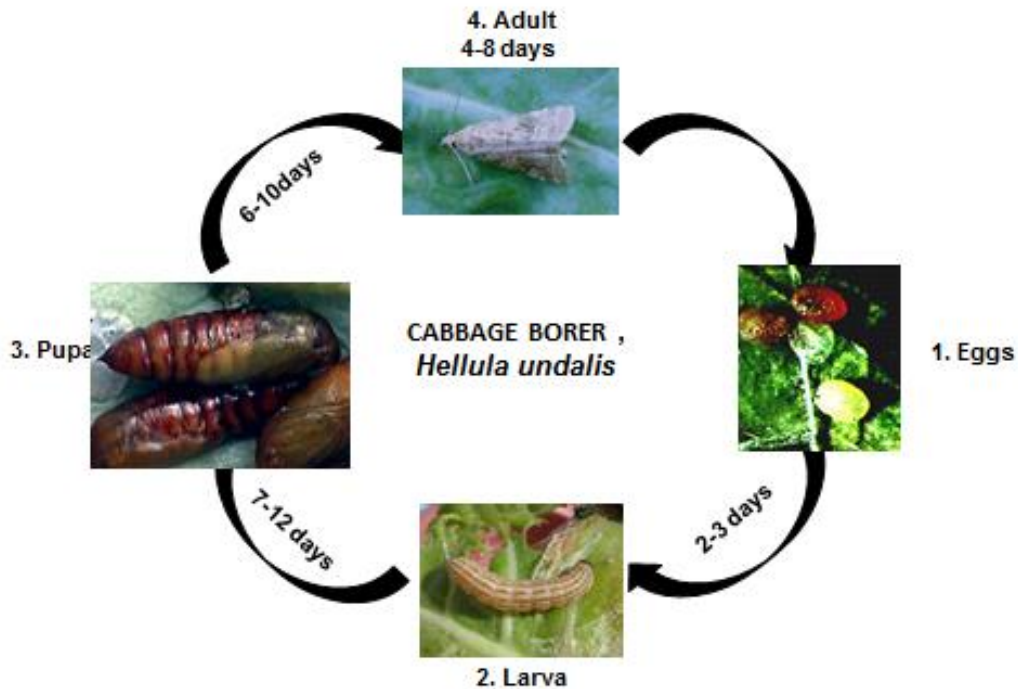 4. Adult
4-8 days
6-10days
3. Pupa
CABBAGE BORER ,
Hellula undalis
1. Eggs
7-12 days
2-3 days
2. Larva